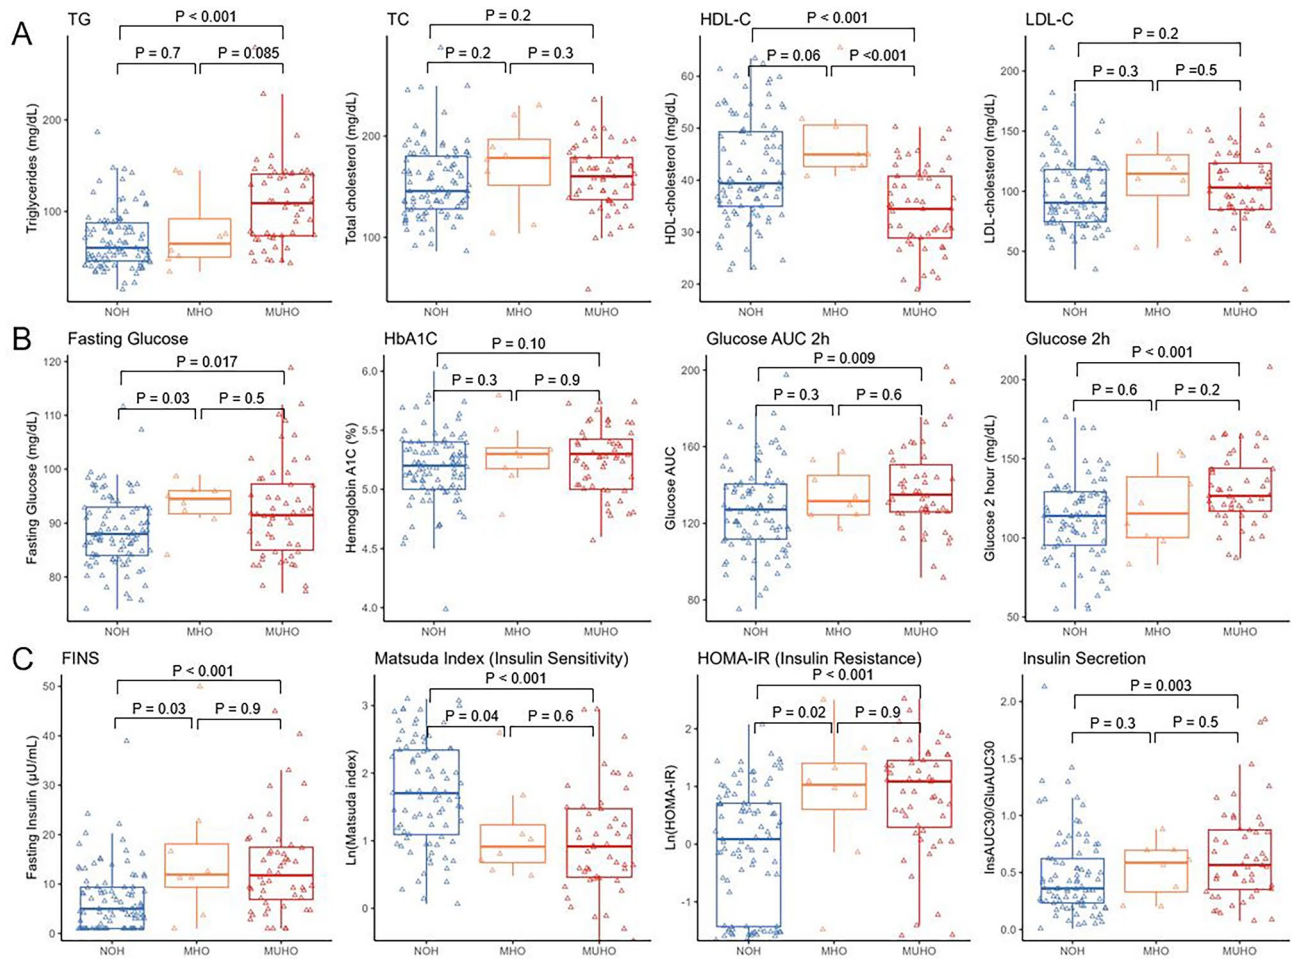 A
TG
TC
HDL-C
LDL-C
P < 0.001
P = 0.7
P = 0.085
P = 0.2
P = 0.2
P = 0.3
P < 0.001
P = 0.06
P <0.001
P = 0.2
P = 0.3
P =0.5
Triglycerides (mg/dL)
200
100
NOH
MHO
MUHO
Total cholesterol (mg/dL)
200
100
NOH
MHO
MUHO
HDL-cholesterol (mg/dL)
60
50
40
30
20
NOH
MHO
MUHO
LDL-cholesterol (mg/dL)
200
150
100
50
NOH
MHO
MUHO
B
Fasting Glucose
HbA1C
Glucose AUC 2h
Glucose 2h
P = 0.017
P = 0.03
P = 0.5
P = 0.10
P = 0.3
P = 0.9
P = 0.009
P = 0.3
P = 0.6
P < 0.001
P = 0.6
P = 0.2
Fasting Glucose (mg/dL)
120
110
100
90
80
NOH
MHO
MUHO
Hemoglobin A1C (%)
6.0
5.5
5.0
4.5
4.0
NOH
MHO
MUHO
Glucose AUC
200
160
120
80
NOH
MHO
MUHO
Glucose 2 hour (mg/dL)
200
150
100
50
NOH
MHO
MUHO
C
FINS
Matsuda Index (Insulin Sensitivity)
HOMA-IR (Insulin Resistance)
Insulin Secretion
P < 0.001
P = 0.03
P = 0.9
P < 0.001
P = 0.04
P = 0.6
P < 0.001
P = 0.02
P = 0.9
P = 0.003
P = 0.3
P = 0.5
Fasting Insulin (µU/mL)
50
40
30
20
10
0
NOH
MHO
MUHO
Ln(Matsuda index)
3
2
1
0
NOH
MHO
MUHO
Ln(HOMA-IR)
2
1
0
-1
NOH
MHO
MUHO
InsAUC30/GluAUC30
2.0
1.5
1.0
0.5
0.0
NOH
MHO
MUHO